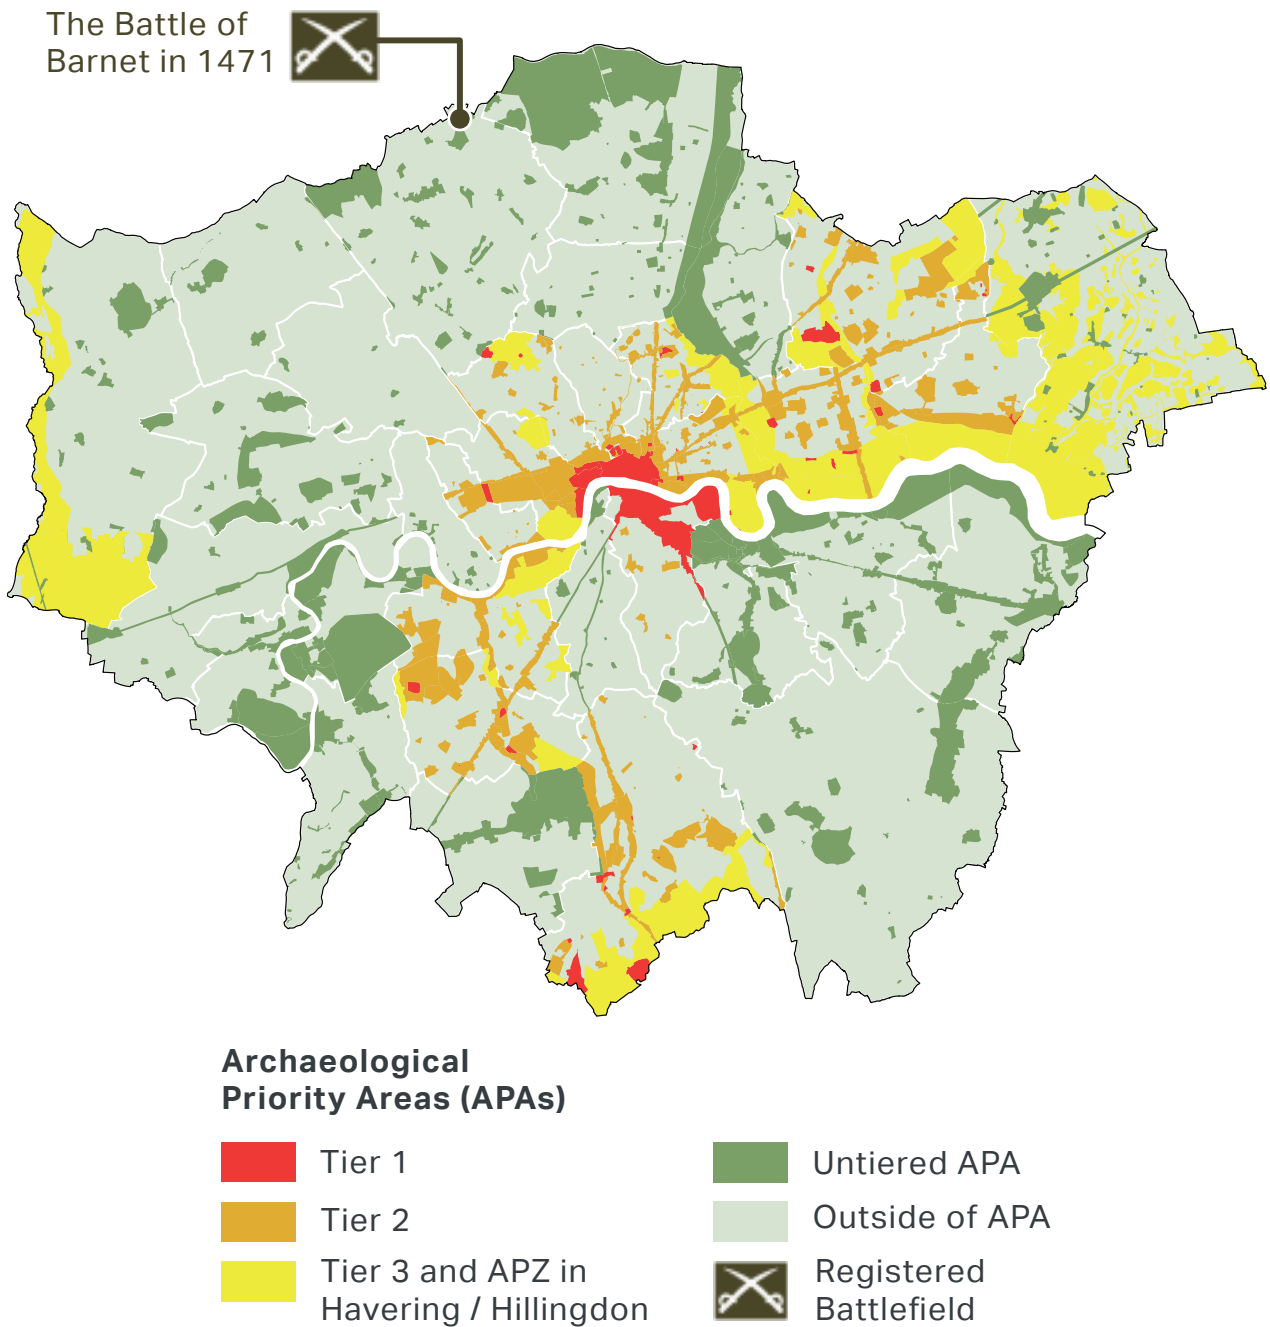 The Battle of
Barnet in 1471
Archaeological
Priority Areas (APAs)
Tier 1
Tier 2
Tier 3 and APZ in
Havering / Hillingdon
Untiered APA
Outside of APA
Registered
Battlefield